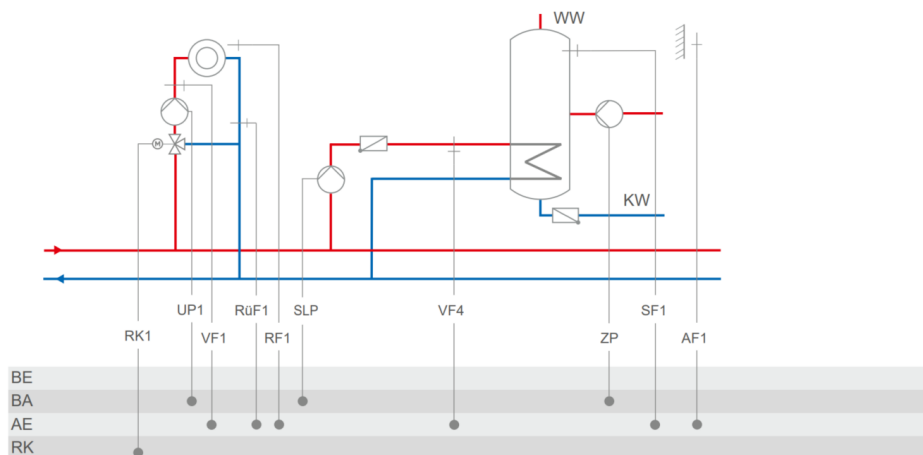 WW
M
KW
UP1 RüF1 SLP VF4 SF1
RK1 VF1 RF1 ZP AF1
BE
BA
AE
RK